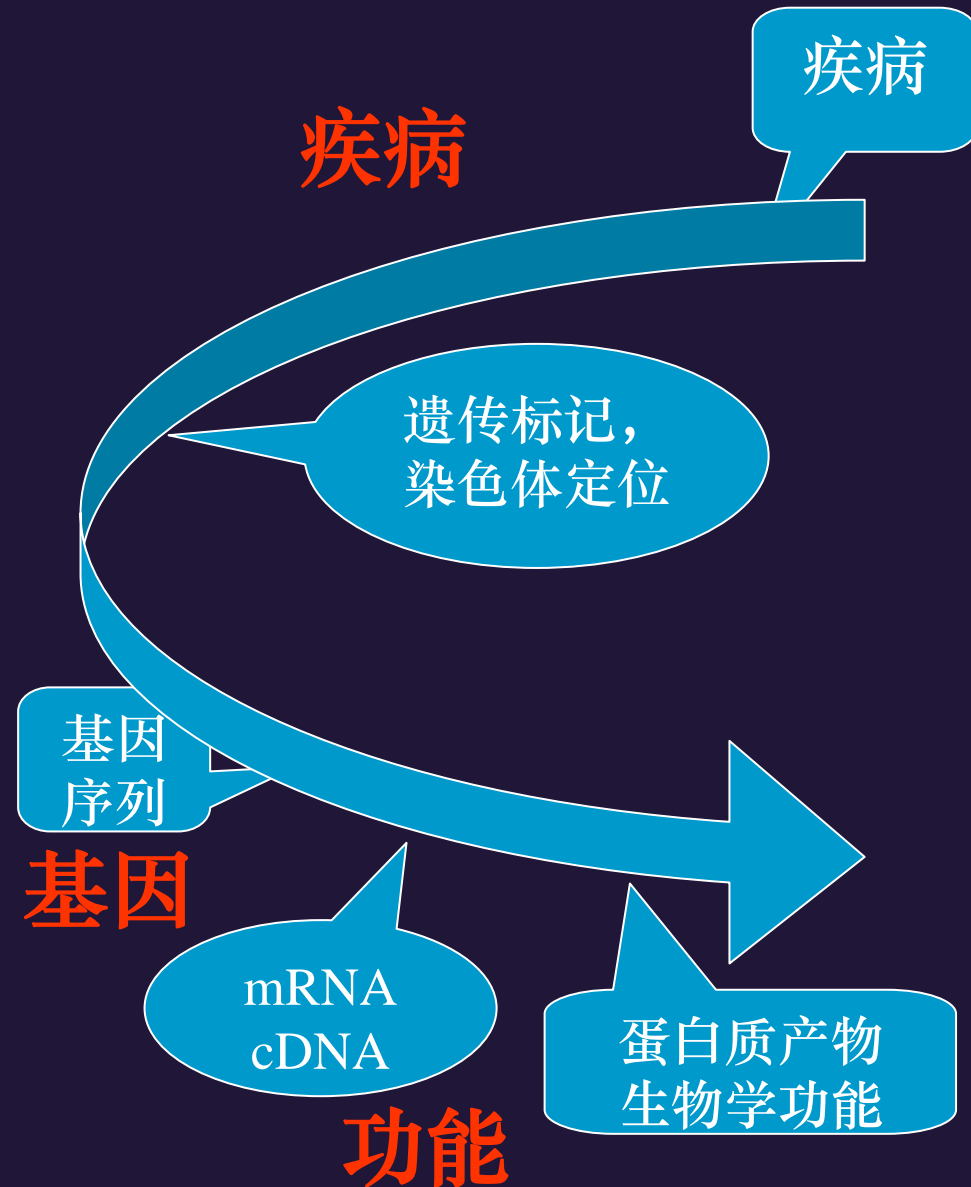 疾病
疾病
遗传标记，
染色体定位
基因
序列
基因
mRNA
cDNA
蛋白质产物
生物学功能
功能